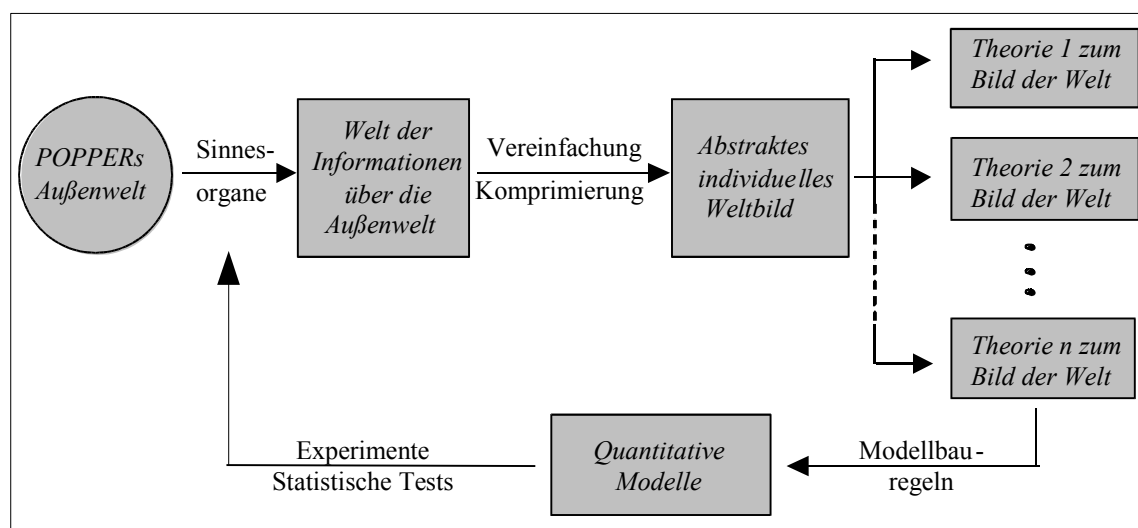 POPPERs
Außenwelt
Sinnes-
organe
Welt der
Informationen
über die
Außenwelt
Vereinfachung
Komprimierung
Abstraktes
individuelles
Weltbild
Theorie 1 zum
Bild der Welt
Theorie 2 zum
Bild der Welt
Theorie n zum
Bild der Welt
Modellbau-
regeln
Quantitative
Modelle
Experimente
Statistische Tests